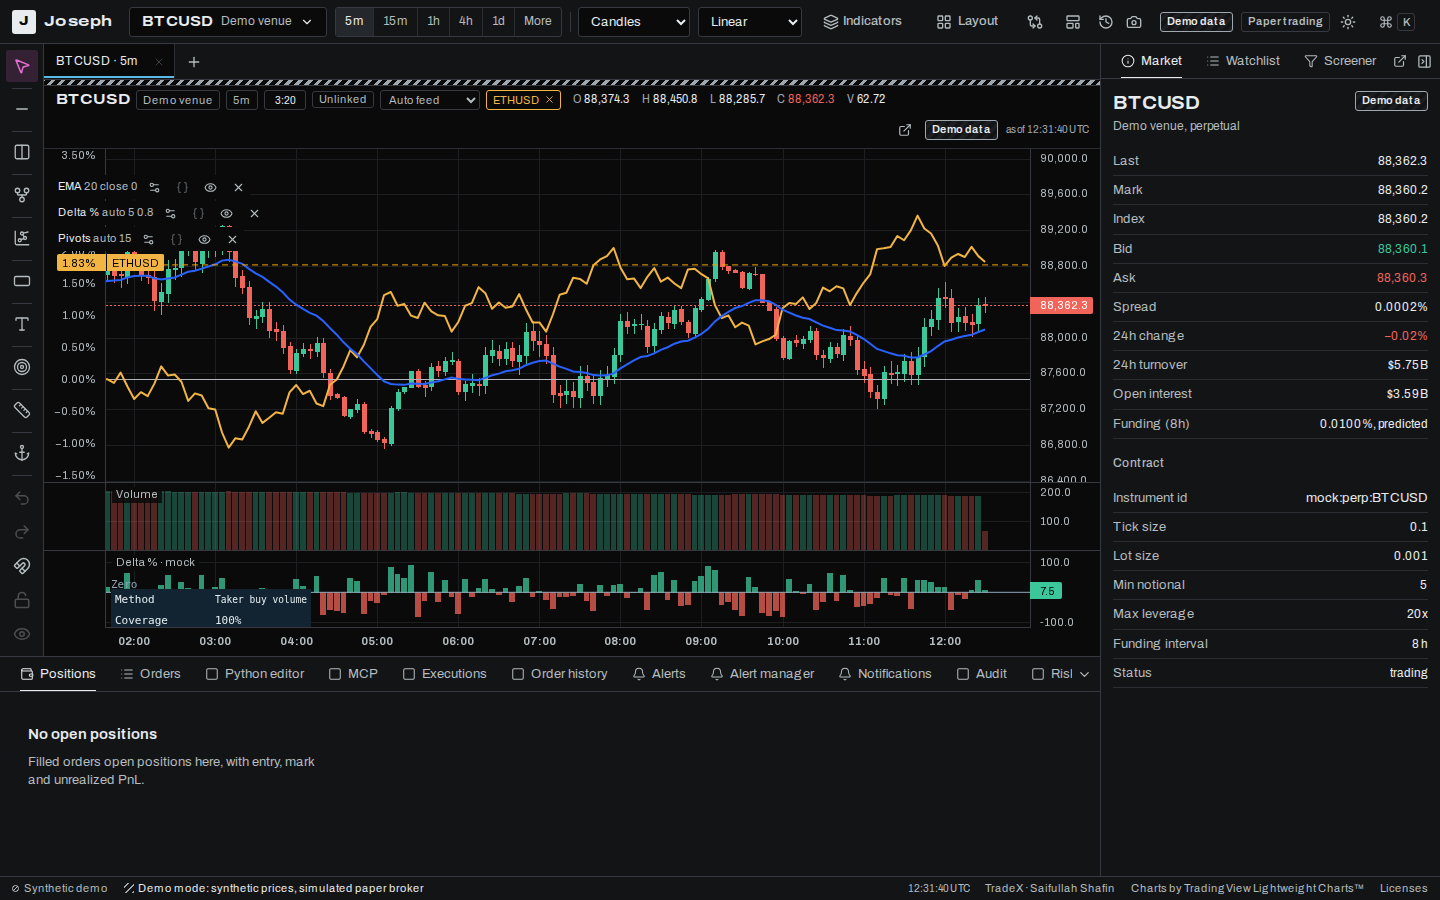 J Joseph BTCUSD Demo venue 5m 15m 1h 4h 1d More Candles Linear Indicators Layout Demo data Paper trading ⌘ K
BTCUSD · 5m
Market Watchlist Screener
BTCUSD Demo venue 5m 3:20 Unlinked Auto feed ETHUSD × O 88,374.3 H 88,450.8 L 88,285.7 C 88,362.3 V 62.72
Demo data as of 12:31:40 UTC
3.50%
EMA 20 close 0 { }
Delta % auto 5 0.8 { }
Pivots auto 15 { }
1.83% ETHUSD
1.50%
1.00%
0.50%
0.00%
−0.50%
−1.00%
−1.50%
90,000.0
89,600.0
89,200.0
88,800.0
88,362.3
88,000.0
87,600.0
87,200.0
86,800.0
86,400.0
Volume
200.0
100.0
Delta % · mock
100.0
Zero
7.5
-100.0
Method Taker buy volume
Coverage 100%
02:00 03:00 04:00 05:00 06:00 07:00 08:00 09:00 10:00 11:00 12:00
BTCUSD Demo data
Demo venue, perpetual
Last 88,362.3
Mark 88,360.2
Index 88,360.2
Bid 88,360.1
Ask 88,360.3
Spread 0.0002%
24h change −0.02%
24h turnover $5.75B
Open interest $3.59B
Funding (8h) 0.0100%, predicted
Contract
Instrument id mock:perp:BTCUSD
Tick size 0.1
Lot size 0.001
Min notional 5
Max leverage 20x
Funding interval 8h
Status trading
Positions Orders Python editor MCP Executions Order history Alerts Alert manager Notifications Audit
No open positions
Filled orders open positions here, with entry, mark
and unrealized PnL.
Synthetic demo Demo mode: synthetic prices, simulated paper broker 12:31:40 UTC TradeX · Saifullah Shafin Charts by TradingView Lightweight Charts™ Licenses